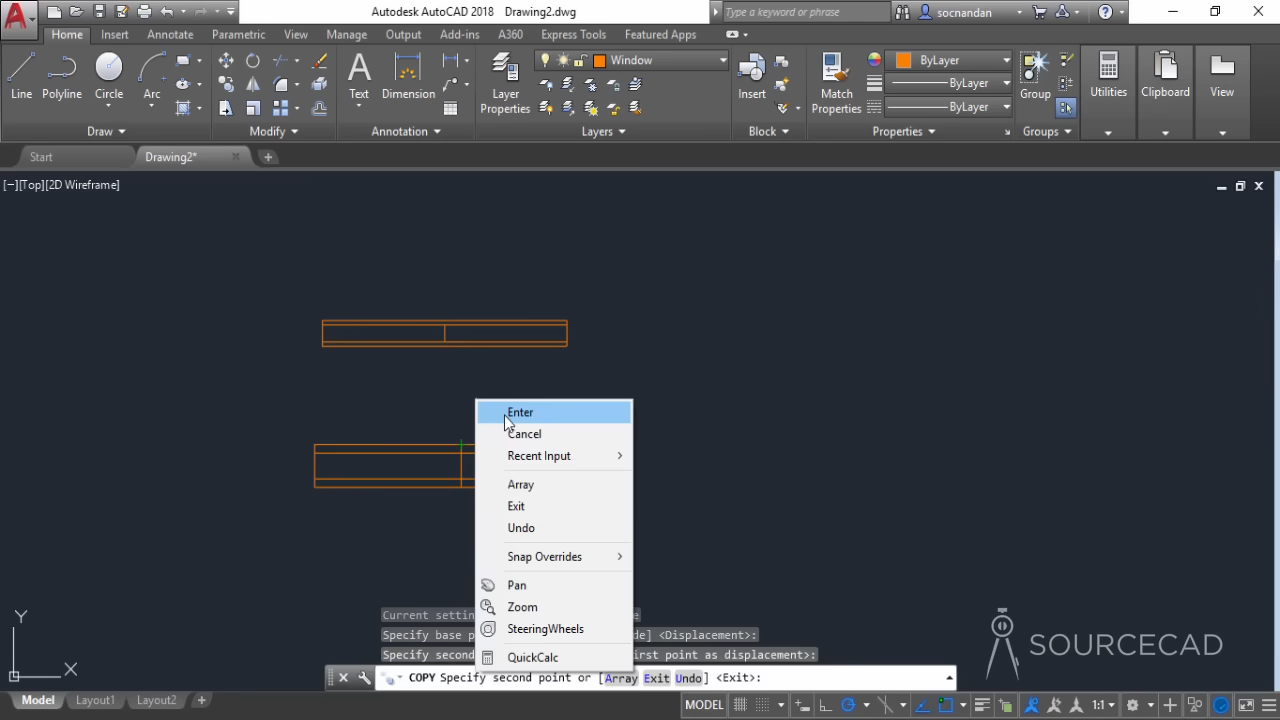 Autodesk AutoCAD 2018 Drawing2.dwg
Type a keyword or phrase
socnandan
Home Insert Annotate Parametric View Manage Output Add-ins A360 Express Tools Featured Apps
Window
ByLayer
ByLayer
ByLayer
Line Polyline Circle Arc
Text Dimension
Layer
Properties
Insert
Match
Properties
Group
Utilities Clipboard View
Draw Modify Annotation Layers Block Properties Groups
Start Drawing2*
[−][Top][2D Wireframe]
Enter
Cancel
Recent Input
Array
Exit
Undo
Snap Overrides
Pan
Zoom
SteeringWheels
QuickCalc
Y
X
Current settin
Specify base p
de] <Displacement>:
Specify second
first point as displacement>:
COPY Specify second point or [Array Exit Undo] <Exit>:
SOURCECAD
Model Layout1 Layout2
MODEL
1:1